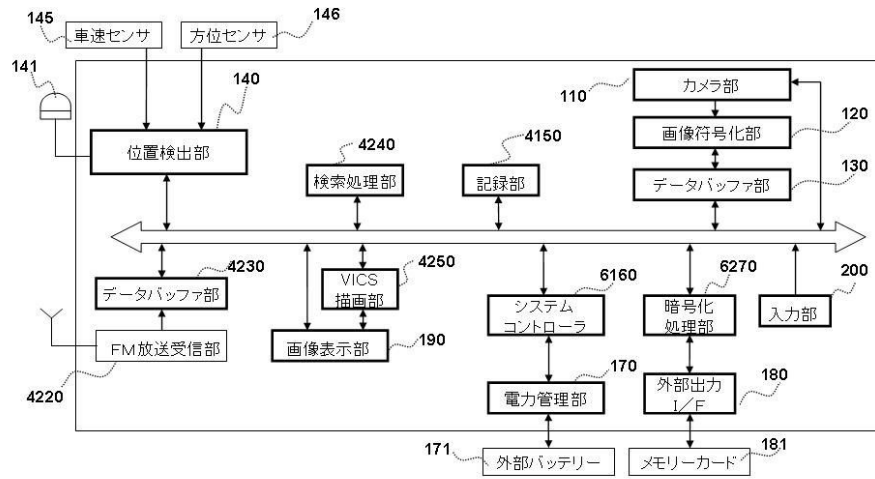 145
車速センサ
方位センサ
146
141
140
位置検出部
4240
検索処理部
4150
記録部
110
カメラ部
120
画像符号化部
130
データバッファ部
4230
データバッファ部
4250
VICS
描画部
6160
システム
コントローラ
6270
暗号化
処理部
200
入力部
FM放送受信部
4220
画像表示部
190
170
電力管理部
180
外部出力
I/F
171
外部バッテリー
メモリーカード
181